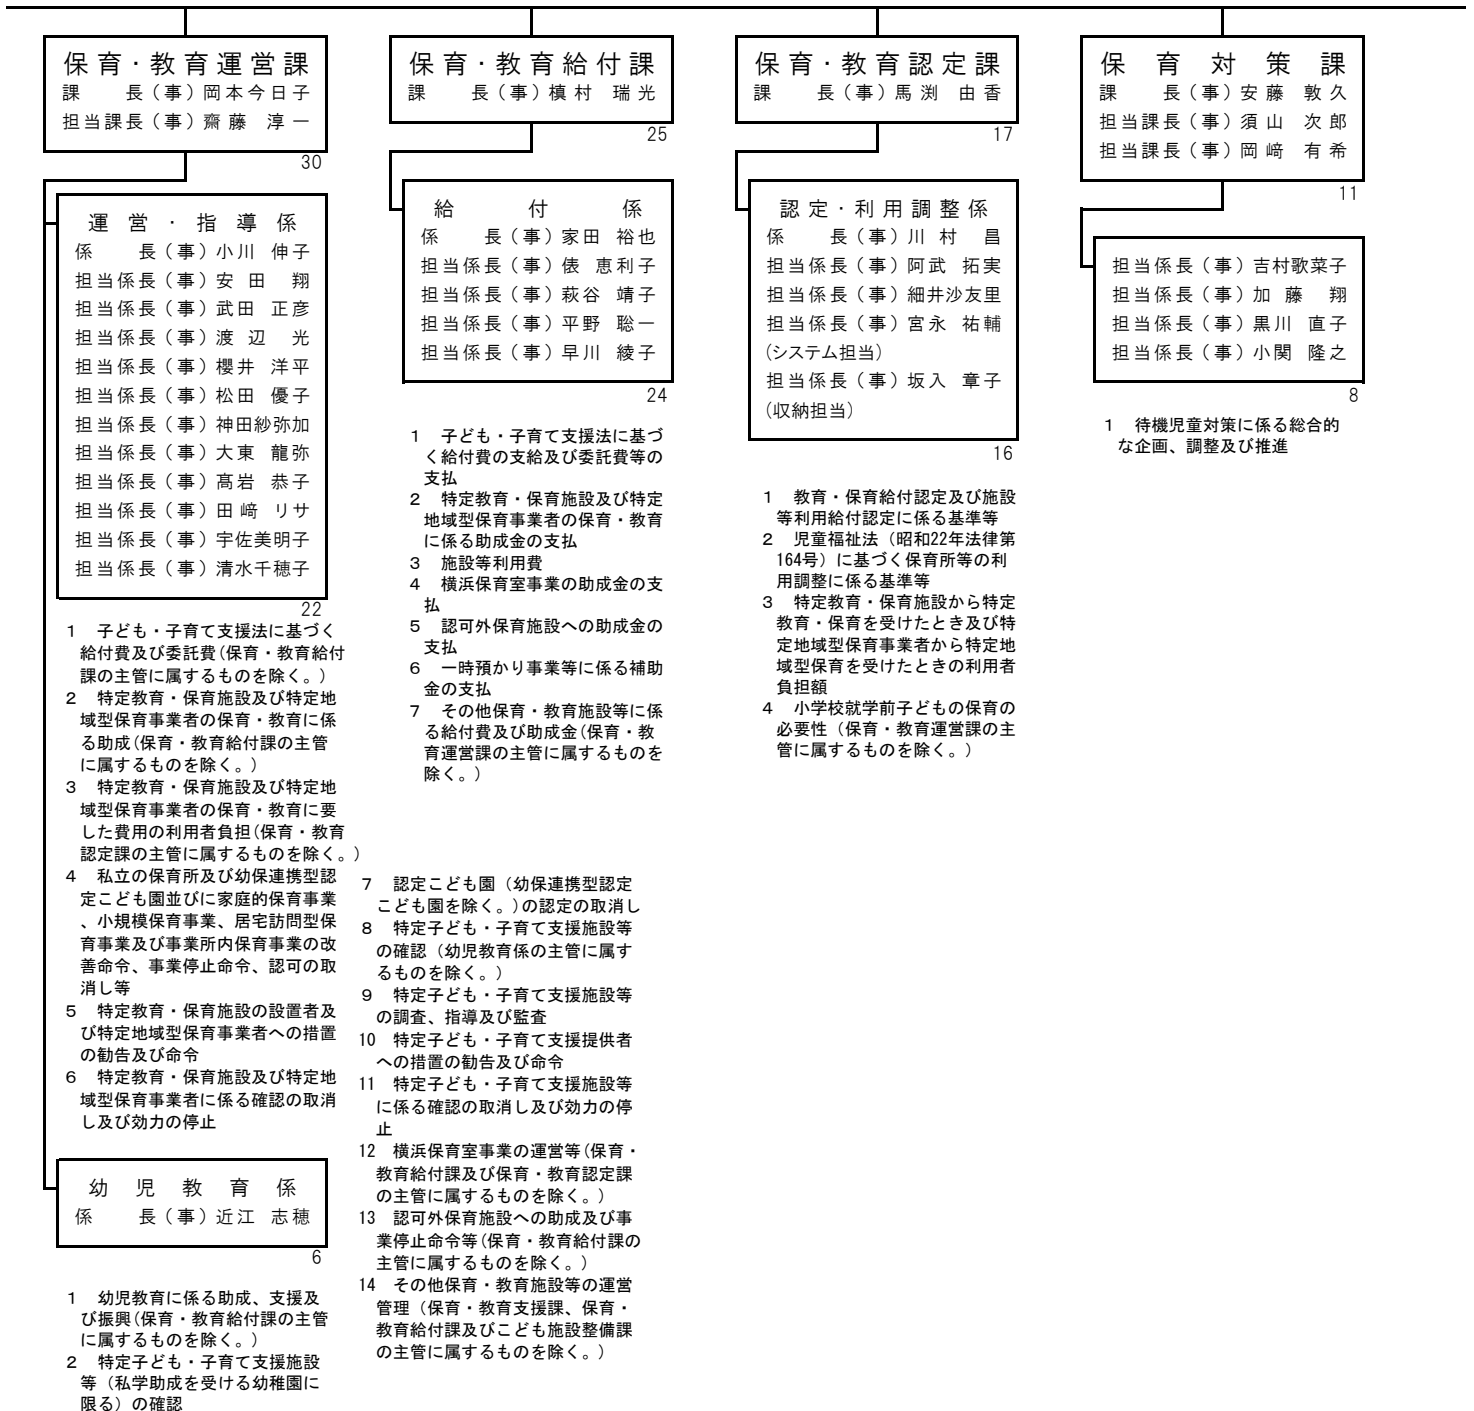 保育・教育運営課
課　　長（事）岡本今日子
担当課長（事）齋藤　淳一
30
運営・指導係
係　　長（事）小川　伸子
担当係長（事）安田　　翔
担当係長（事）武田　正彦
担当係長（事）渡辺　　光
担当係長（事）櫻井　洋平
担当係長（事）松田　優子
担当係長（事）神田紗弥加
担当係長（事）大東　龍弥
担当係長（事）髙岩　恭子
担当係長（事）田﨑　リサ
担当係長（事）宇佐美明子
担当係長（事）清水千穂子
22
1　子ども・子育て支援法に基づく
給付費及び委託費(保育・教育給付
課の主管に属するものを除く。)
2　特定教育・保育施設及び特定地
域型保育事業者の保育・教育に係
る助成(保育・教育給付課の主管
に属するものを除く。)
3　特定教育・保育施設及び特定地
域型保育事業者の保育・教育に要
した費用の利用者負担(保育・教育
認定課の主管に属するものを除く。)
4　私立の保育所及び幼保連携型認
定こども園並びに家庭的保育事業
、小規模保育事業、居宅訪問型保
育事業及び事業所内保育事業の改
善命令、事業停止命令、認可の取
消し等
5　特定教育・保育施設の設置者及
び特定地域型保育事業者への措置
の勧告及び命令
6　特定教育・保育施設及び特定地
域型保育事業者に係る確認の取消
し及び効力の停止
7　認定こども園（幼保連携型認定
こども園を除く。)の認定の取消し
8　特定子ども・子育て支援施設等
の確認（幼児教育係の主管に属す
るものを除く。）
9　特定子ども・子育て支援施設等
の調査、指導及び監査
10　特定子ども・子育て支援提供者
への措置の勧告及び命令
11　特定子ども・子育て支援施設等
に係る確認の取消し及び効力の停
止
12　横浜保育室事業の運営等(保育・
教育給付課及び保育・教育認定課
の主管に属するものを除く。)
13　認可外保育施設への助成及び事
業停止命令等(保育・教育給付課の
主管に属するものを除く。)
14　その他保育・教育施設等の運営
管理（保育・教育支援課、保育・
教育給付課及びこども施設整備課
の主管に属するものを除く。）
幼児教育係
係　　長（事）近江　志穂
6
1　幼児教育に係る助成、支援及
び振興(保育・教育給付課の主管
に属するものを除く。)
2　特定子ども・子育て支援施設
等（私学助成を受ける幼稚園に
限る）の確認
保育・教育給付課
課　　長（事）槙村　瑞光
25
給付係
係　　長（事）家田　裕也
担当係長（事）俵　恵利子
担当係長（事）萩谷　靖子
担当係長（事）平野　聡一
担当係長（事）早川　綾子
24
1　子ども・子育て支援法に基づ
く給付費の支給及び委託費等の
支払
2　特定教育・保育施設及び特定
地域型保育事業者の保育・教育
に係る助成金の支払
3　施設等利用費
4　横浜保育室事業の助成金の支
払
5　認可外保育施設への助成金の
支払
6　一時預かり事業等に係る補助
金の支払
7　その他保育・教育施設等に係
る給付費及び助成金(保育・教
育運営課の主管に属するものを
除く。)
保育・教育認定課
課　　長（事）馬渕　由香
17
認定・利用調整係
係　　長（事）川村　　昌
担当係長（事）阿武　拓実
担当係長（事）細井沙友里
担当係長（事）宮永　祐輔
(システム担当)
担当係長（事）坂入　章子
(収納担当)
16
1　教育・保育給付認定及び施設
等利用給付認定に係る基準等
2　児童福祉法（昭和22年法律第
164号）に基づく保育所等の利
用調整に係る基準等
3　特定教育・保育施設から特定
教育・保育を受けたとき及び特
定地域型保育事業者から特定地
域型保育を受けたときの利用者
負担額
4　小学校就学前子どもの保育の
必要性（保育・教育運営課の主
管に属するものを除く。）
保育対策課
課　　長（事）安藤　敦久
担当課長（事）須山　次郎
担当課長（事）岡﨑　有希
11
担当係長（事）吉村歌菜子
担当係長（事）加藤　　翔
担当係長（事）黒川　直子
担当係長（事）小関　隆之
8
1　待機児童対策に係る総合的
な企画、調整及び推進